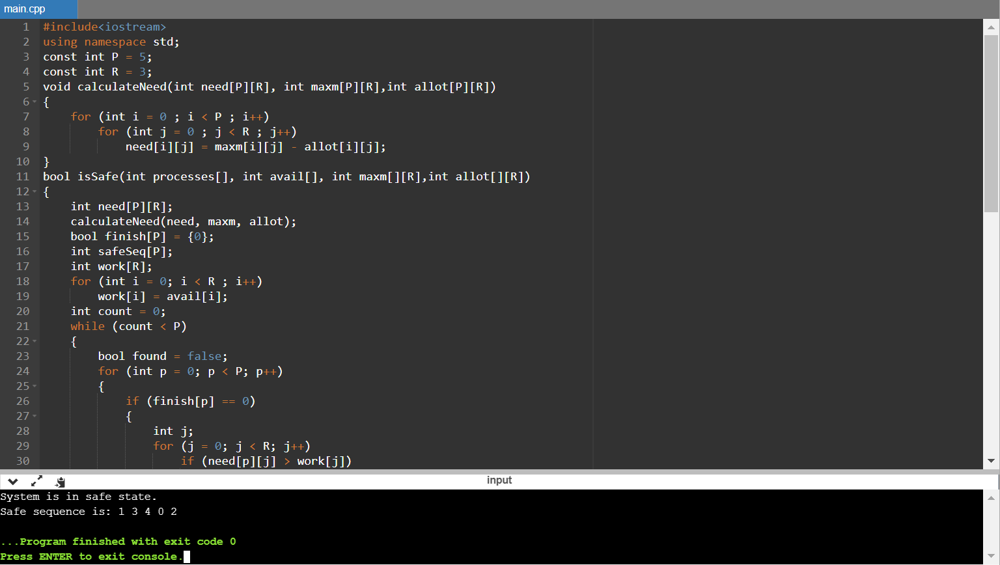 main.cpp
1 #include<iostream>
2 using namespace std;
3 const int P = 5;
4 const int R = 3;
5 void calculateNeed(int need[P][R], int maxm[P][R],int allot[P][R])
6 {
7 for (int i = 0 ; i < P ; i++)
8 for (int j = 0 ; j < R ; j++)
9 need[i][j] = maxm[i][j] - allot[i][j];
10 }
11 bool isSafe(int processes[], int avail[], int maxm[][R],int allot[][R])
12 {
13 int need[P][R];
14 calculateNeed(need, maxm, allot);
15 bool finish[P] = {0};
16 int safeSeq[P];
17 int work[R];
18 for (int i = 0; i < R ; i++)
19 work[i] = avail[i];
20 int count = 0;
21 while (count < P)
22 {
23 bool found = false;
24 for (int p = 0; p < P; p++)
25 {
26 if (finish[p] == 0)
27 {
28 int j;
29 for (j = 0; j < R; j++)
30 if (need[p][j] > work[j])
input
System is in safe state.
Safe sequence is: 1 3 4 0 2
...Program finished with exit code 0
Press ENTER to exit console.